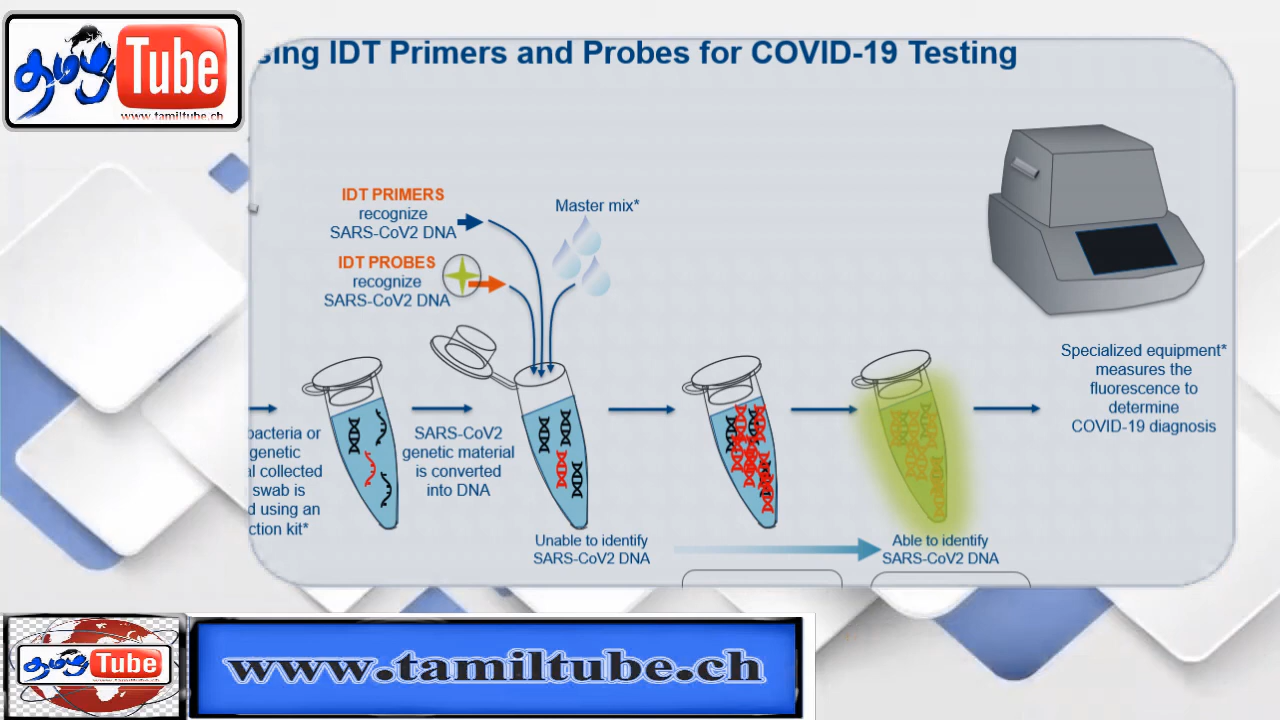 தமிழ் Tube
www.tamiltube.ch
sing IDT Primers and Probes for COVID-19 Testing
IDT PRIMERS
recognize
SARS-CoV2 DNA
IDT PROBES
recognize
SARS-CoV2 DNA
Master mix*
bacteria or
genetic
al collected
swab is
d using an
ction kit*
SARS-CoV2
genetic material
is converted
into DNA
Unable to identify
SARS-CoV2 DNA
Able to identify
SARS-CoV2 DNA
Specialized equipment*
measures the
fluorescence to
determine
COVID-19 diagnosis
தமிழ் Tube
www.tamiltube.ch